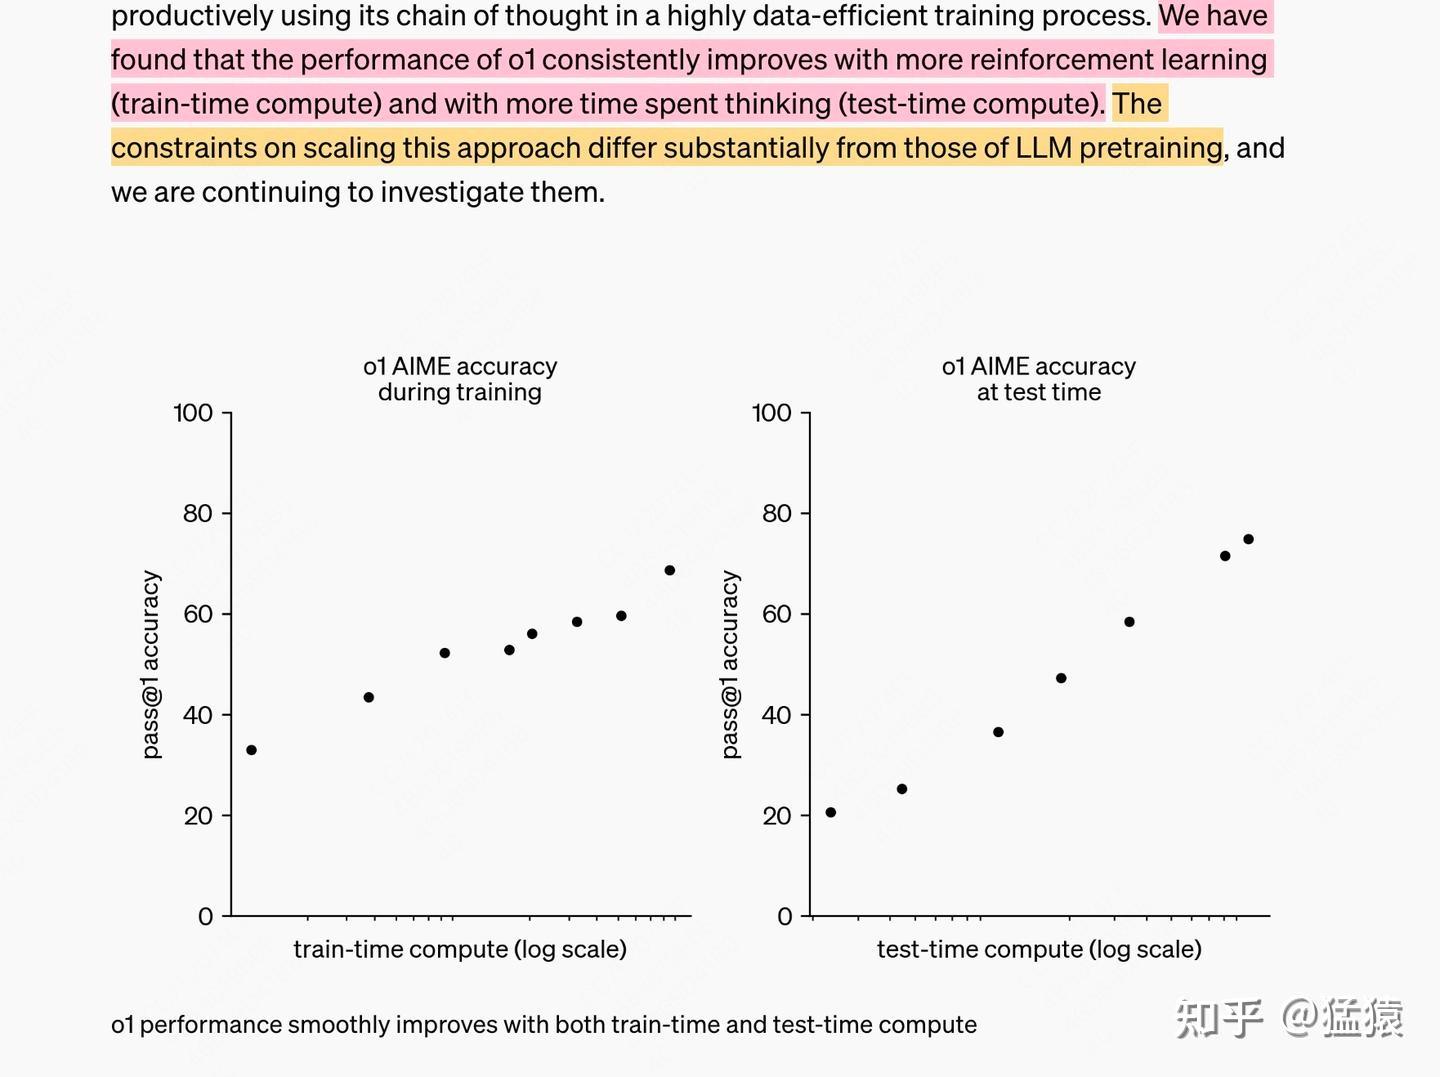 productively using its chain of thought in a highly data-efficient training process. We have
found that the performance of o1 consistently improves with more reinforcement learning
(train-time compute) and with more time spent thinking (test-time compute). The
constraints on scaling this approach differ substantially from those of LLM pretraining, and
we are continuing to investigate them.
o1 AIME accuracy
during training
100
80
60
40
20
0
pass@1 accuracy
train-time compute (log scale)
o1 AIME accuracy
at test time
100
80
60
40
20
0
pass@1 accuracy
test-time compute (log scale)
o1 performance smoothly improves with both train-time and test-time compute
知乎 @猛猿